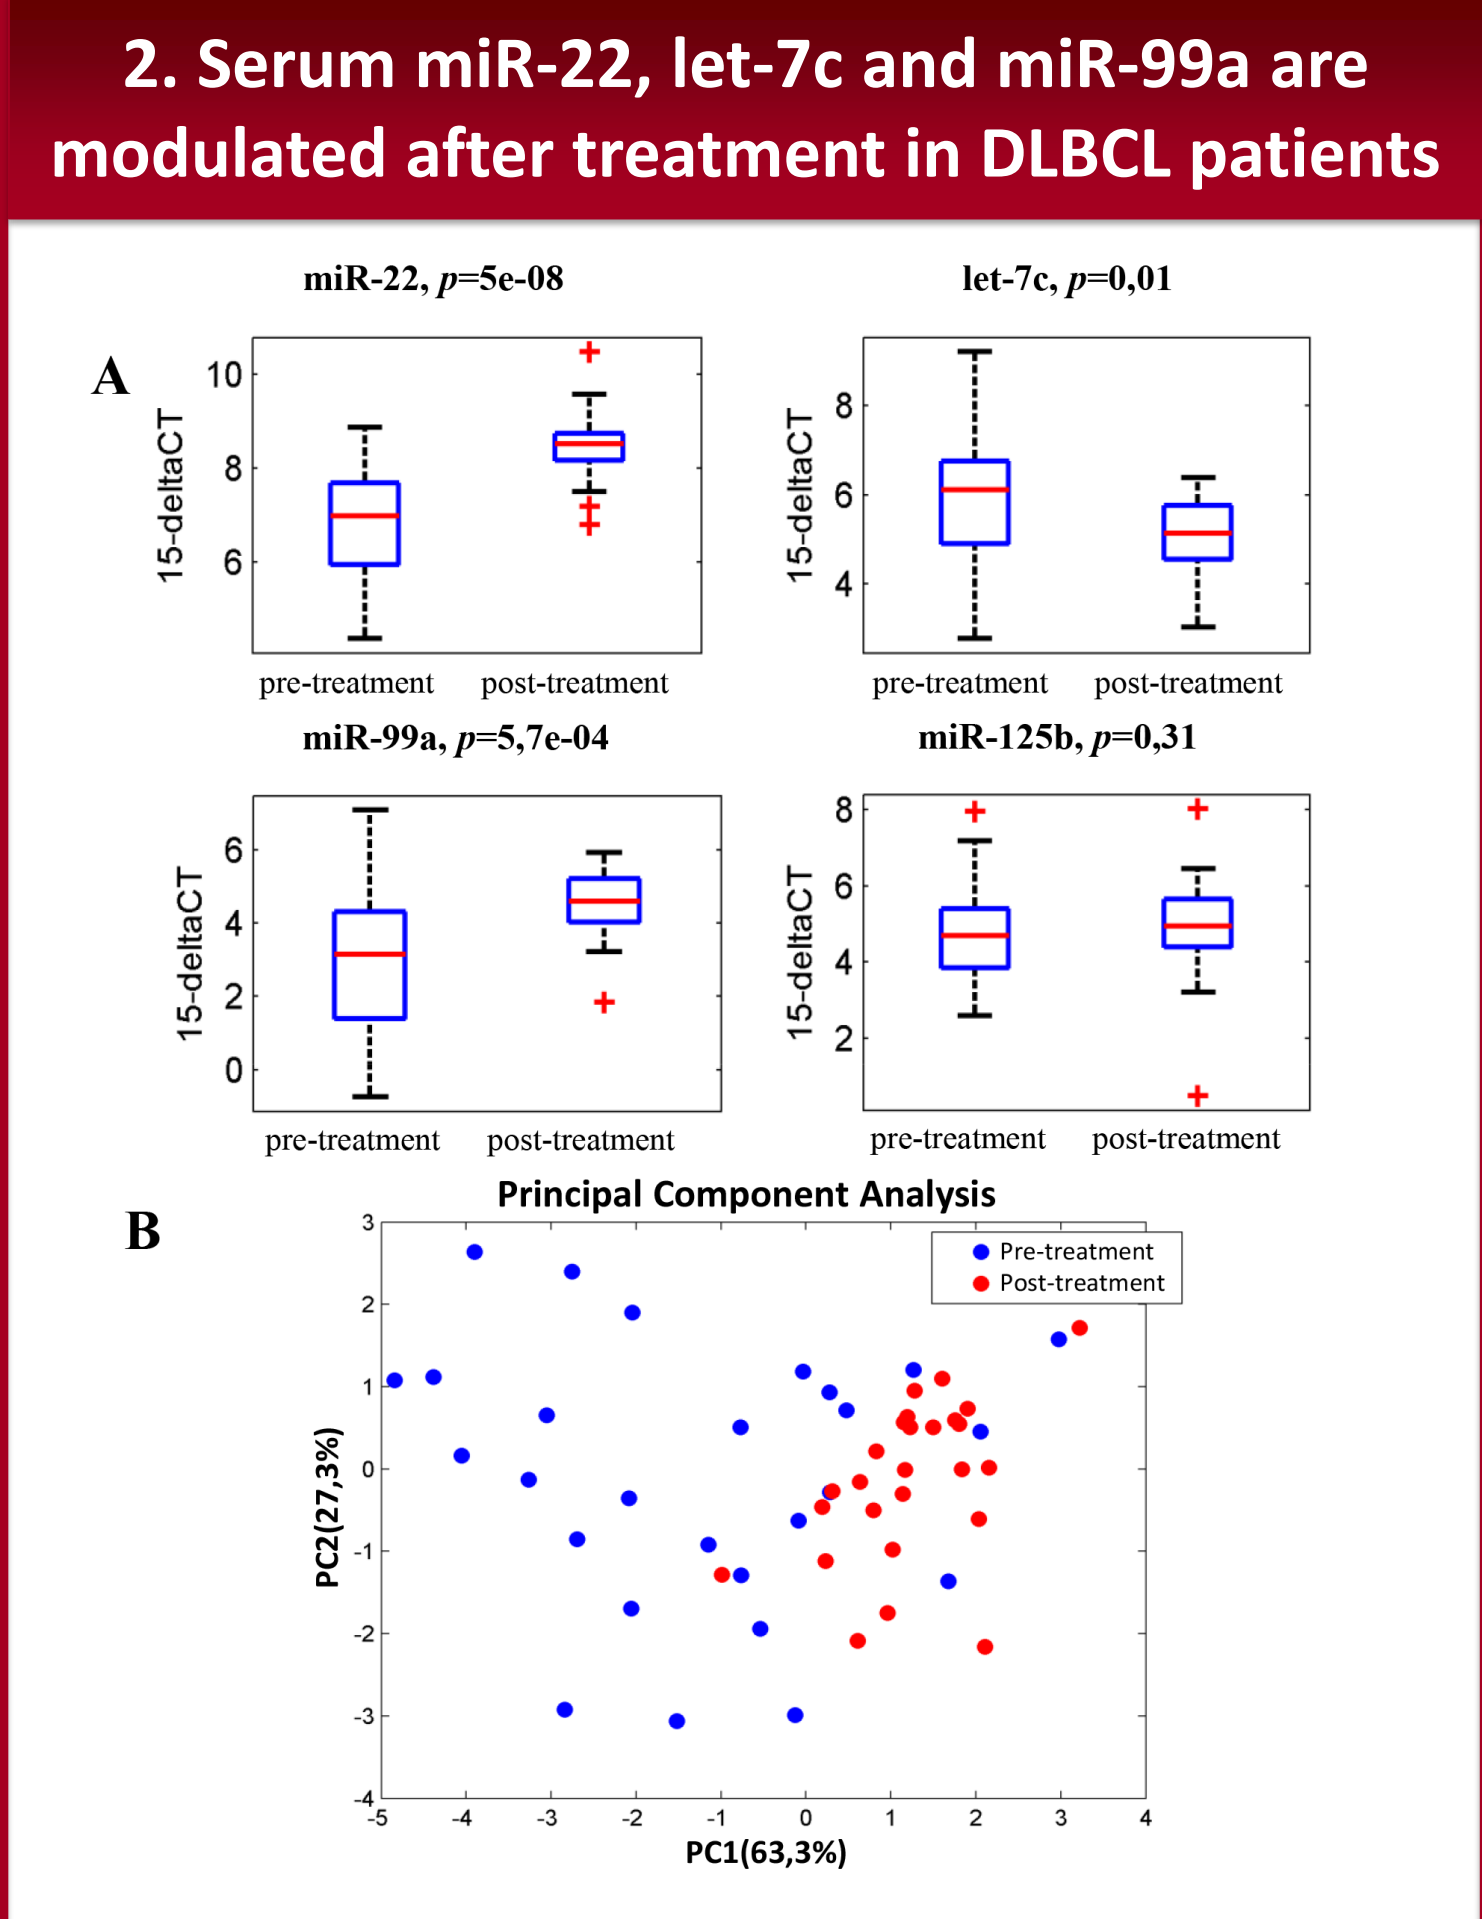 2. Serum miR-22, let-7c and miR-99a are
modulated after treatment in DLBCL patients
A
miR-22, p=5e-08
15-deltaCT
10
8
6
pre-treatment
post-treatment
let-7c, p=0,01
15-deltaCT
8
6
4
pre-treatment
post-treatment
miR-99a, p=5,7e-04
15-deltaCT
6
4
2
0
pre-treatment
post-treatment
miR-125b, p=0,31
15-deltaCT
8
6
4
2
pre-treatment
post-treatment
B
Principal Component Analysis
Pre-treatment
Post-treatment
PC2(27,3%)
3
2
1
0
-1
-2
-3
-4
-5 -4 -3 -2 -1 0 1 2 3 4
PC1(63,3%)